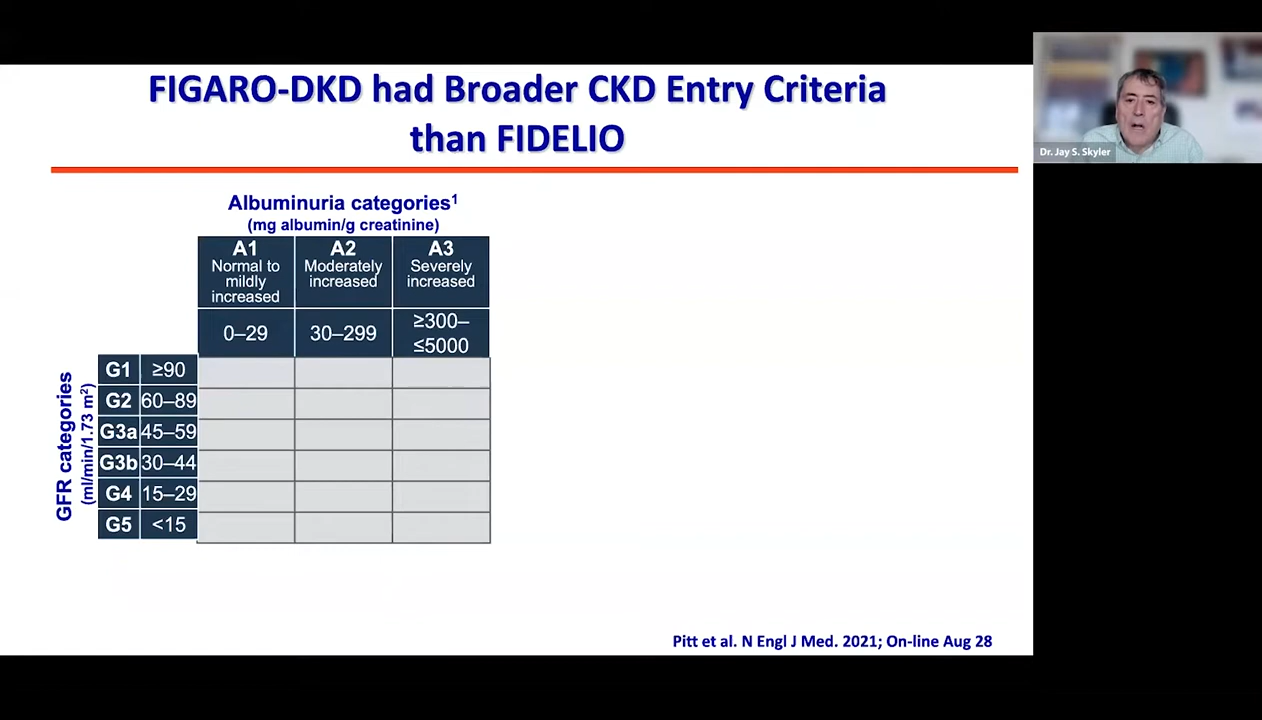 FIGARO-DKD had Broader CKD Entry Criteria
than FIDELIO
Dr. Jay S. Skyler
Albuminuria categories¹
(mg albumin/g creatinine)
A1
Normal to
mildly
increased
A2
Moderately
increased
A3
Severely
increased
0–29
30–299
≥300–
≤5000
GFR categories
(ml/min/1.73 m²)
G1 ≥90
G2 60–89
G3a 45–59
G3b 30–44
G4 15–29
G5 <15
Pitt et al. N Engl J Med. 2021; On-line Aug 28